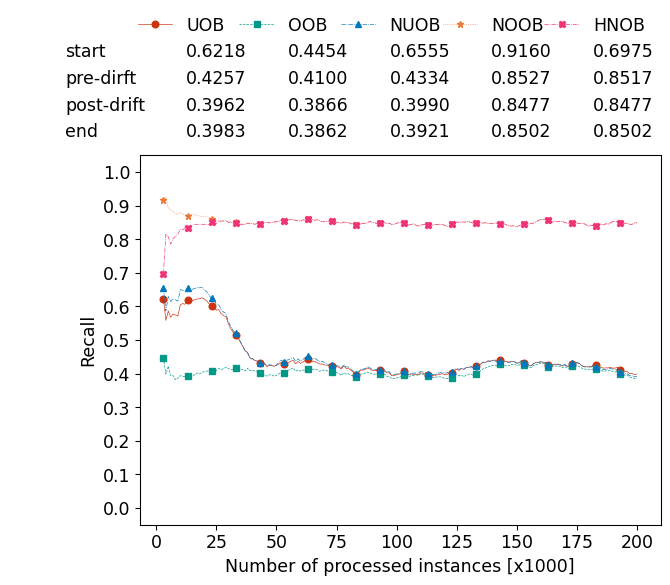 UOB OOB NUOB NOOB HNOB
start 0.6218 0.4454 0.6555 0.9160 0.6975
pre-dirft 0.4257 0.4100 0.4334 0.8527 0.8517
post-drift 0.3962 0.3866 0.3990 0.8477 0.8477
end 0.3983 0.3862 0.3921 0.8502 0.8502
1.0
0.9
0.8
0.7
0.6
0.5
0.4
0.3
0.2
0.1
0.0
Recall
0 25 50 75 100 125 150 175 200
Number of processed instances [x1000]